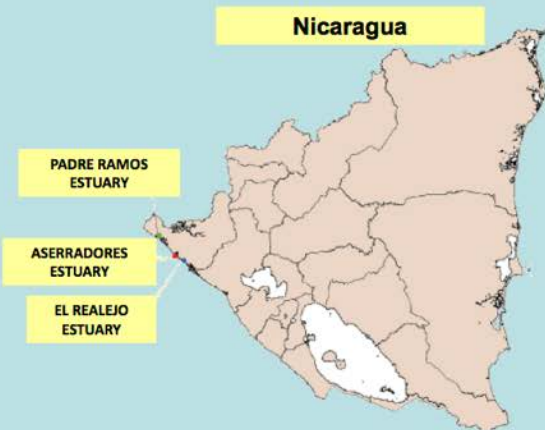 Nicaragua
PADRE RAMOS
ESTUARY
ASERRADORES
ESTUARY
EL REALEJO
ESTUARY